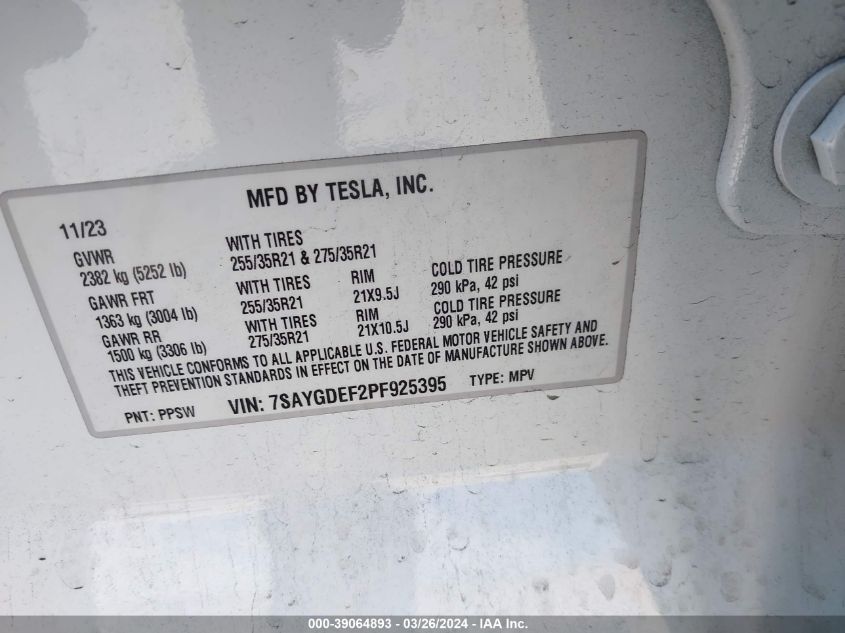 MFD BY TESLA, INC.
11/23
GVWR WITH TIRES
2382 kg (5252 lb) 255/35R21 & 275/35R21
GAWR FRT WITH TIRES RIM COLD TIRE PRESSURE
1363 kg (3004 lb) 255/35R21 21X9.5J 290 kPa, 42 psi
GAWR RR WITH TIRES RIM COLD TIRE PRESSURE
1500 kg (3306 lb) 275/35R21 21X10.5J 290 kPa, 42 psi
THIS VEHICLE CONFORMS TO ALL APPLICABLE U.S. FEDERAL MOTOR VEHICLE SAFETY AND
THEFT PREVENTION STANDARDS IN EFFECT ON THE DATE OF MANUFACTURE SHOWN ABOVE.
PNT: PPSW VIN: 7SAYGDEF2PF925395 TYPE: MPV
000-39064893 - 03/26/2024 - IAA Inc.